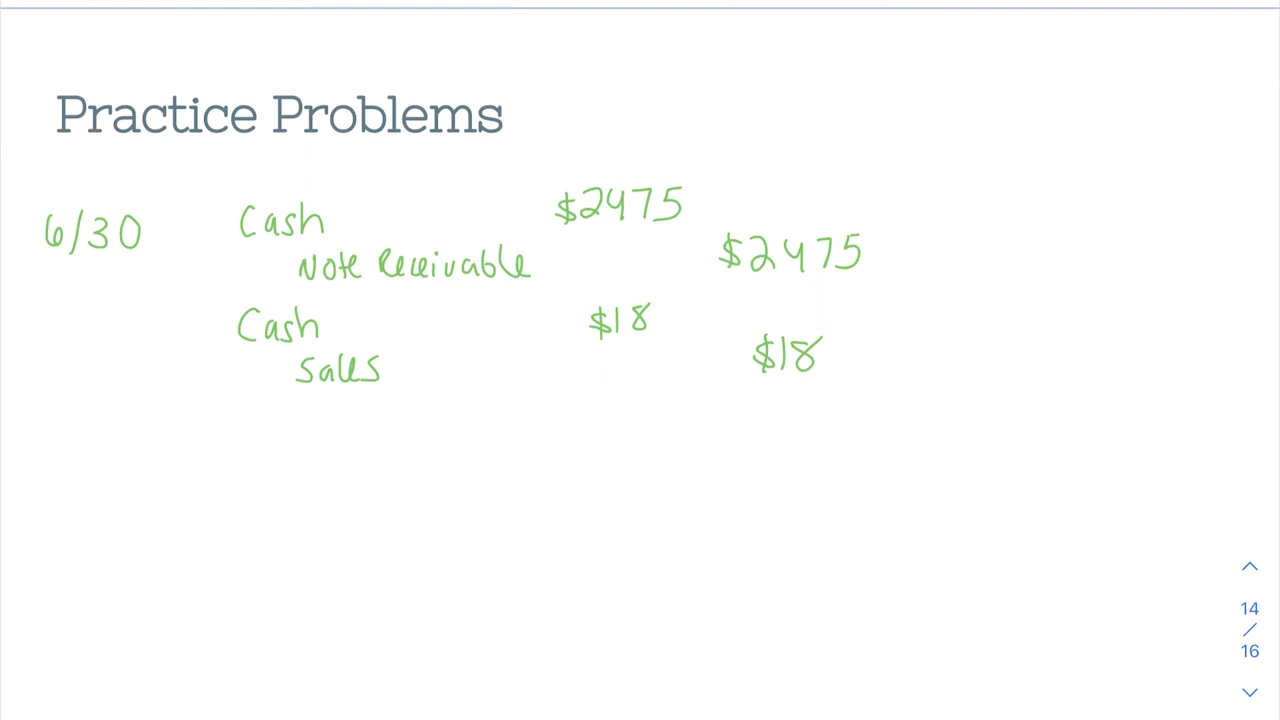 Practice Problems
6/30 Cash $2475
Note Receivable $2475
Cash $18
Sales $18
14
/
16